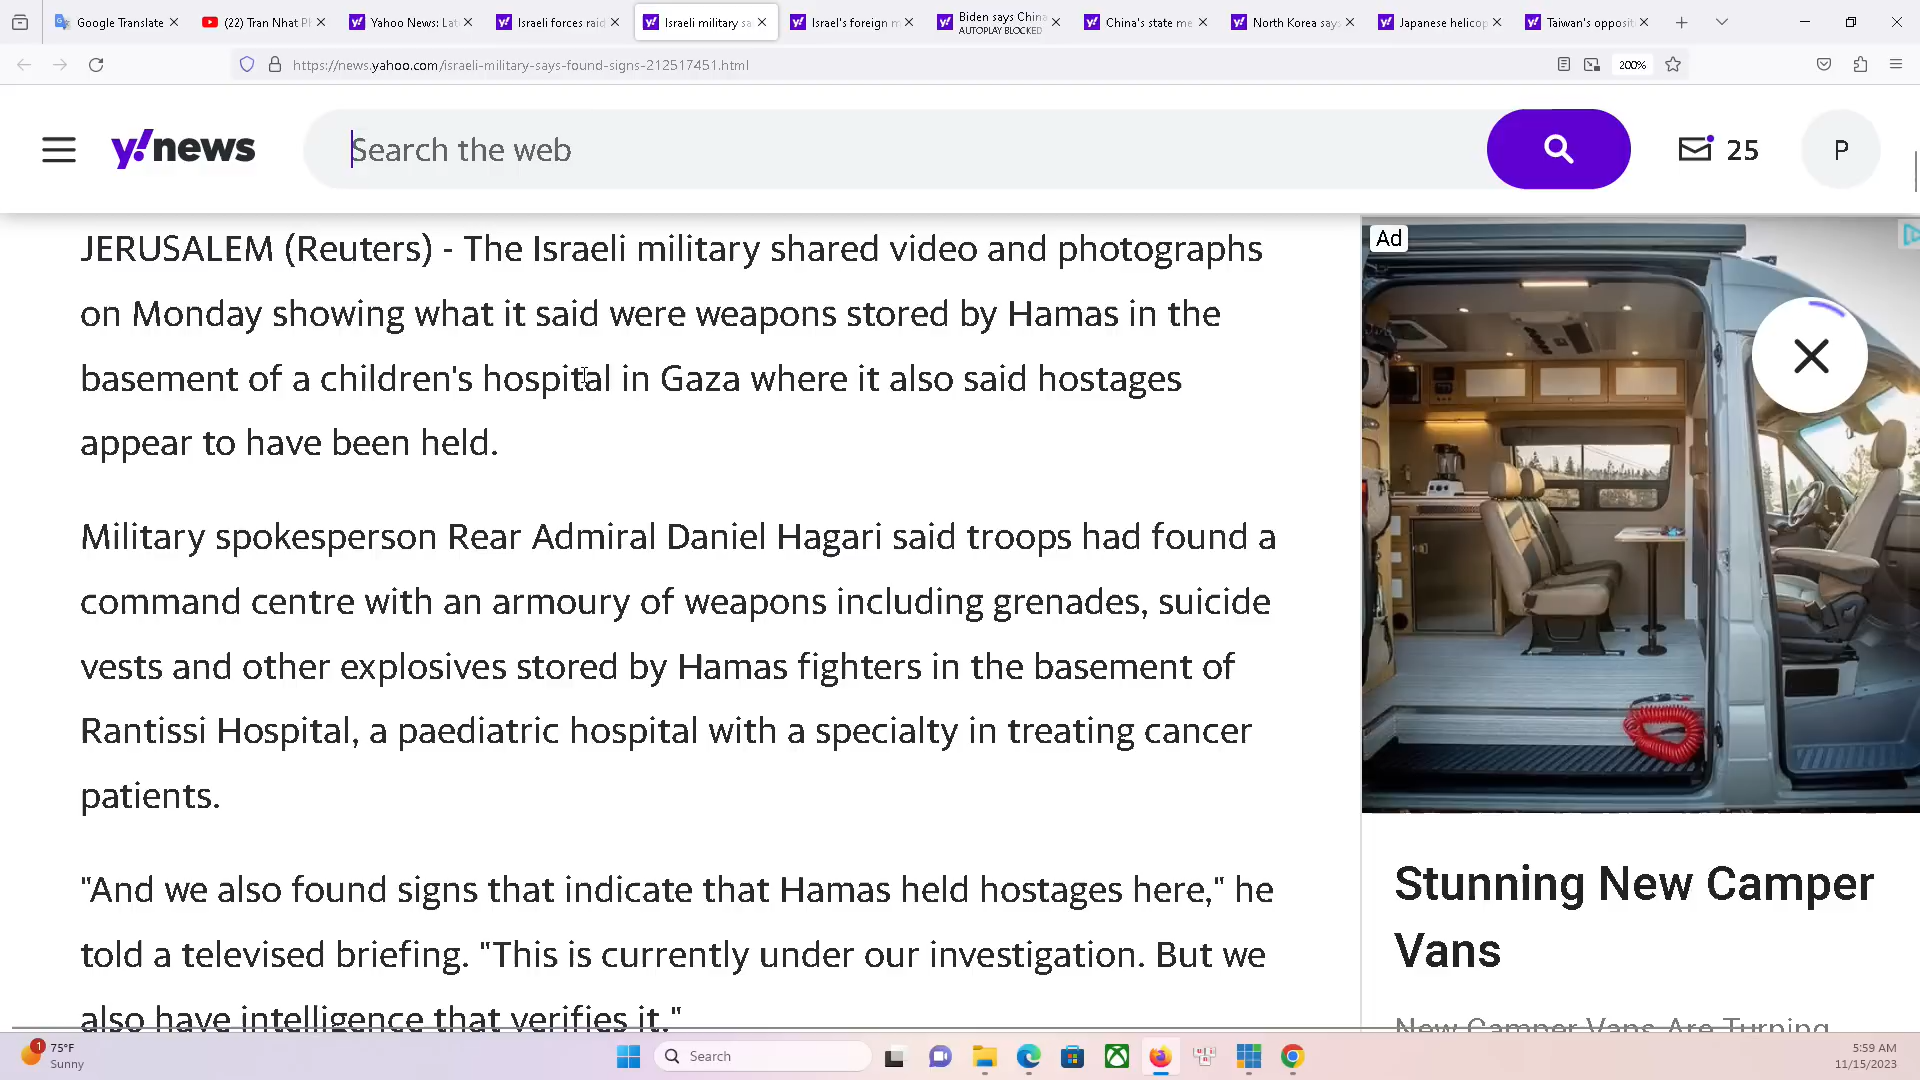 Google Translate
(22) Tran Nhat Ph
Yahoo News: Lat
Israeli forces raid
Israeli military sa
Israel's foreign m
Biden says China
AUTOPLAY BLOCKED
China's state me
North Korea says
Japanese helicop
Taiwan's opposit
https://news.yahoo.com/israeli-military-says-found-signs-212517451.html
200%
y!news
Search the web
25
P
JERUSALEM (Reuters) - The Israeli military shared video and photographs
on Monday showing what it said were weapons stored by Hamas in the
basement of a children's hospital in Gaza where it also said hostages
appear to have been held.
Military spokesperson Rear Admiral Daniel Hagari said troops had found a
command centre with an armoury of weapons including grenades, suicide
vests and other explosives stored by Hamas fighters in the basement of
Rantissi Hospital, a paediatric hospital with a specialty in treating cancer
patients.
"And we also found signs that indicate that Hamas held hostages here," he
told a televised briefing. "This is currently under our investigation. But we
also have intelligence that verifies it."
Ad
Stunning New Camper
Vans
New Camper Vans Are Turning
1
75°F
Sunny
Search
5:59 AM
11/15/2023